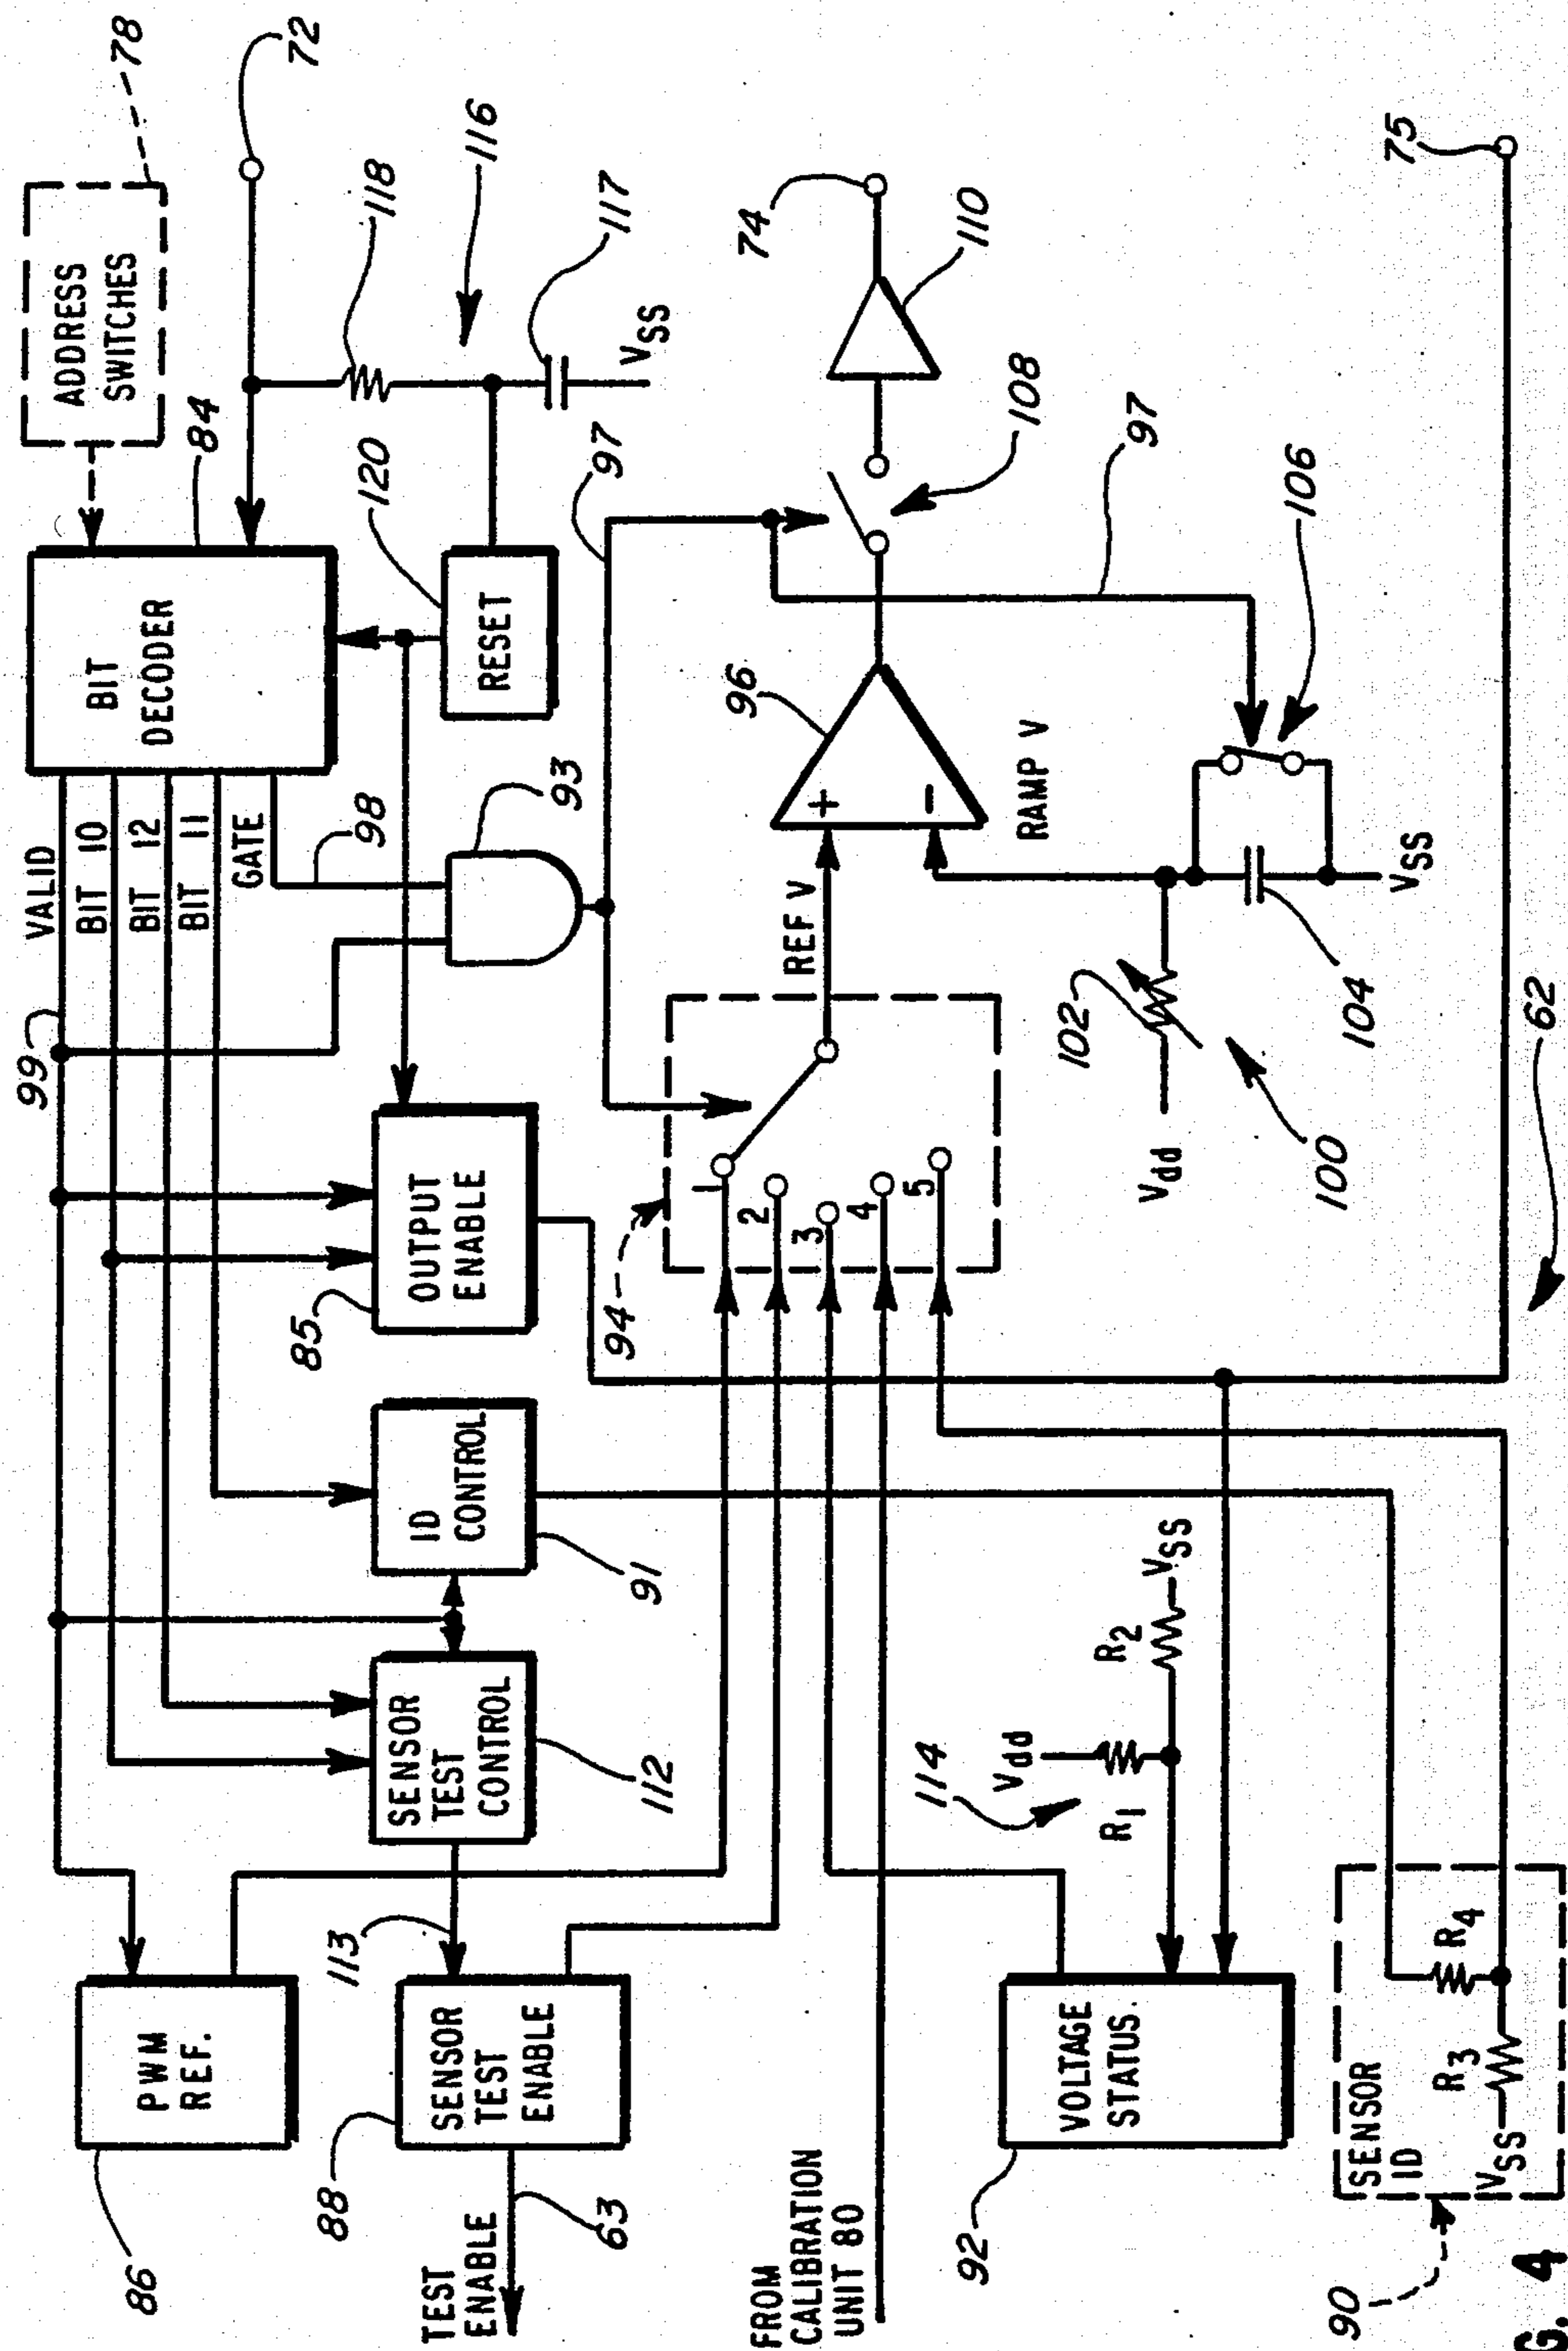 ADDRESS
SWITCHES
78
72
84
118
116
117
VSS
120
BIT
DECODER
RESET
VALID
BIT 10
BIT 12
BIT 11
GATE
98
93
99
97
74
110
108
97
106
96
+
-
REF V
RAMP V
VSS
104
102
Vdd
100
75
62
OUTPUT
ENABLE
85
94
1
2
3
4
5
ID
CONTROL
91
SENSOR
TEST
CONTROL
112
113
PWM
REF.
86
SENSOR
TEST
ENABLE
88
TEST
ENABLE
63
FROM
CALIBRATION
UNIT 80
114
Vdd
R1
R2
VSS
VOLTAGE
STATUS.
92
SENSOR
ID
R4
R3
VSS
90
G. 4